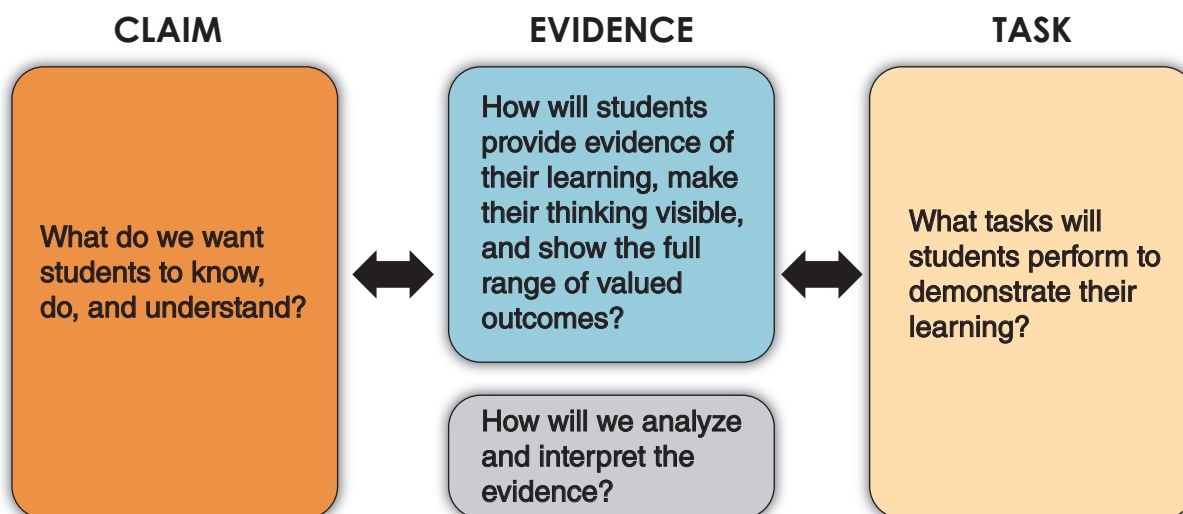 CLAIM
What do we want
students to know,
do, and understand?
EVIDENCE
How will students
provide evidence of
their learning, make
their thinking visible,
and show the full
range of valued
outcomes?
How will we analyze
and interpret the
evidence?
TASK
What tasks will
students perform to
demonstrate their
learning?